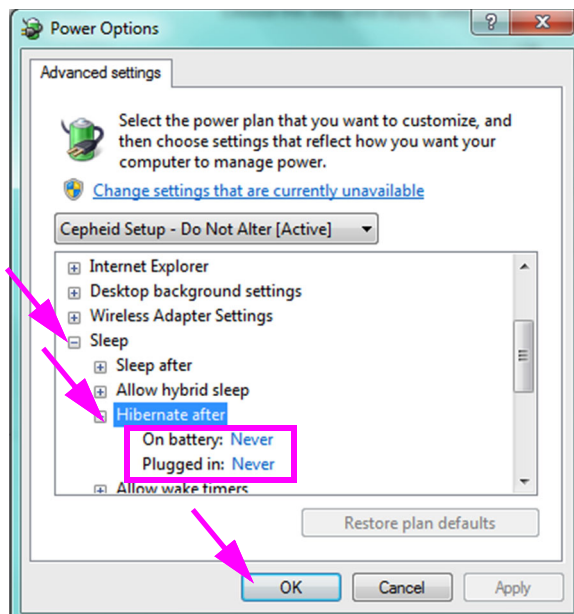 Power Options
Advanced settings
Select the power plan that you want to customize, and
then choose settings that reflect how you want your
computer to manage power.
Change settings that are currently unavailable
Cepheid Setup - Do Not Alter [Active]
Internet Explorer
Desktop background settings
Wireless Adapter Settings
Sleep
Sleep after
Allow hybrid sleep
Hibernate after
On battery: Never
Plugged in: Never
Allow wake timers
Restore plan defaults
OK Cancel Apply